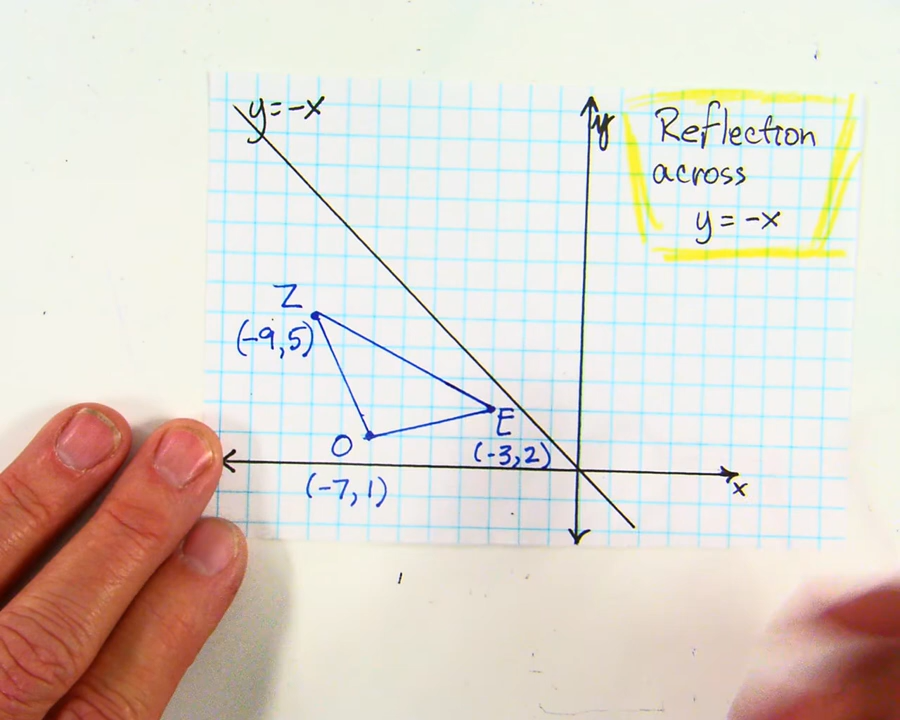 y=-x
y
Reflection
across
y=-x
Z
(-9,5)
E
(-3,2)
O
(-7,1)
x